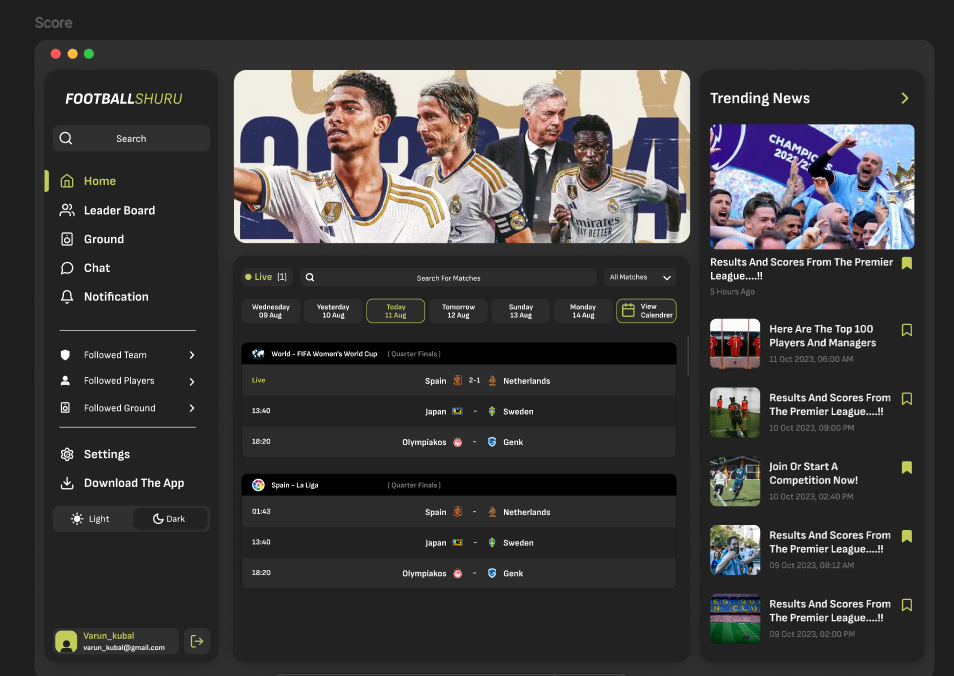 Score
FOOTBALLSHURU
Search
Home
Leader Board
Ground
Chat
Notification
Followed Team
Followed Players
Followed Ground
Settings
Download The App
Light
Dark
Varun_kubal
varun_kubal@gmail.com
Emirates
FLY BETTER
Live [1]
Search For Matches
All Matches
Wednesday
09 Aug
Yesterday
10 Aug
Today
11 Aug
Tomorrow
12 Aug
Sunday
13 Aug
Monday
14 Aug
View
Calendrer
World - FIFA Women's World Cup
[ Quarter Finals ]
Live Spain 2-1 Netherlands
13:40 Japan - Sweden
18:20 Olympiakos - Genk
Spain - La Liga
[ Quarter Finals ]
01:43 Spain - Netherlands
13:40 Japan - Sweden
18:20 Olympiakos - Genk
Trending News
Results And Scores From The Premier
League....!!
5 Hours Ago
Here Are The Top 100
Players And Managers
11 Oct 2023, 06:00 AM
Results And Scores From
The Premier League....!!
10 Oct 2023, 09:00 PM
Join Or Start A
Competition Now!
10 Oct 2023, 02:40 PM
Results And Scores From
The Premier League....!!
09 Oct 2023, 08:12 AM
Results And Scores From
The Premier League....!!
09 Oct 2023, 02:00 PM